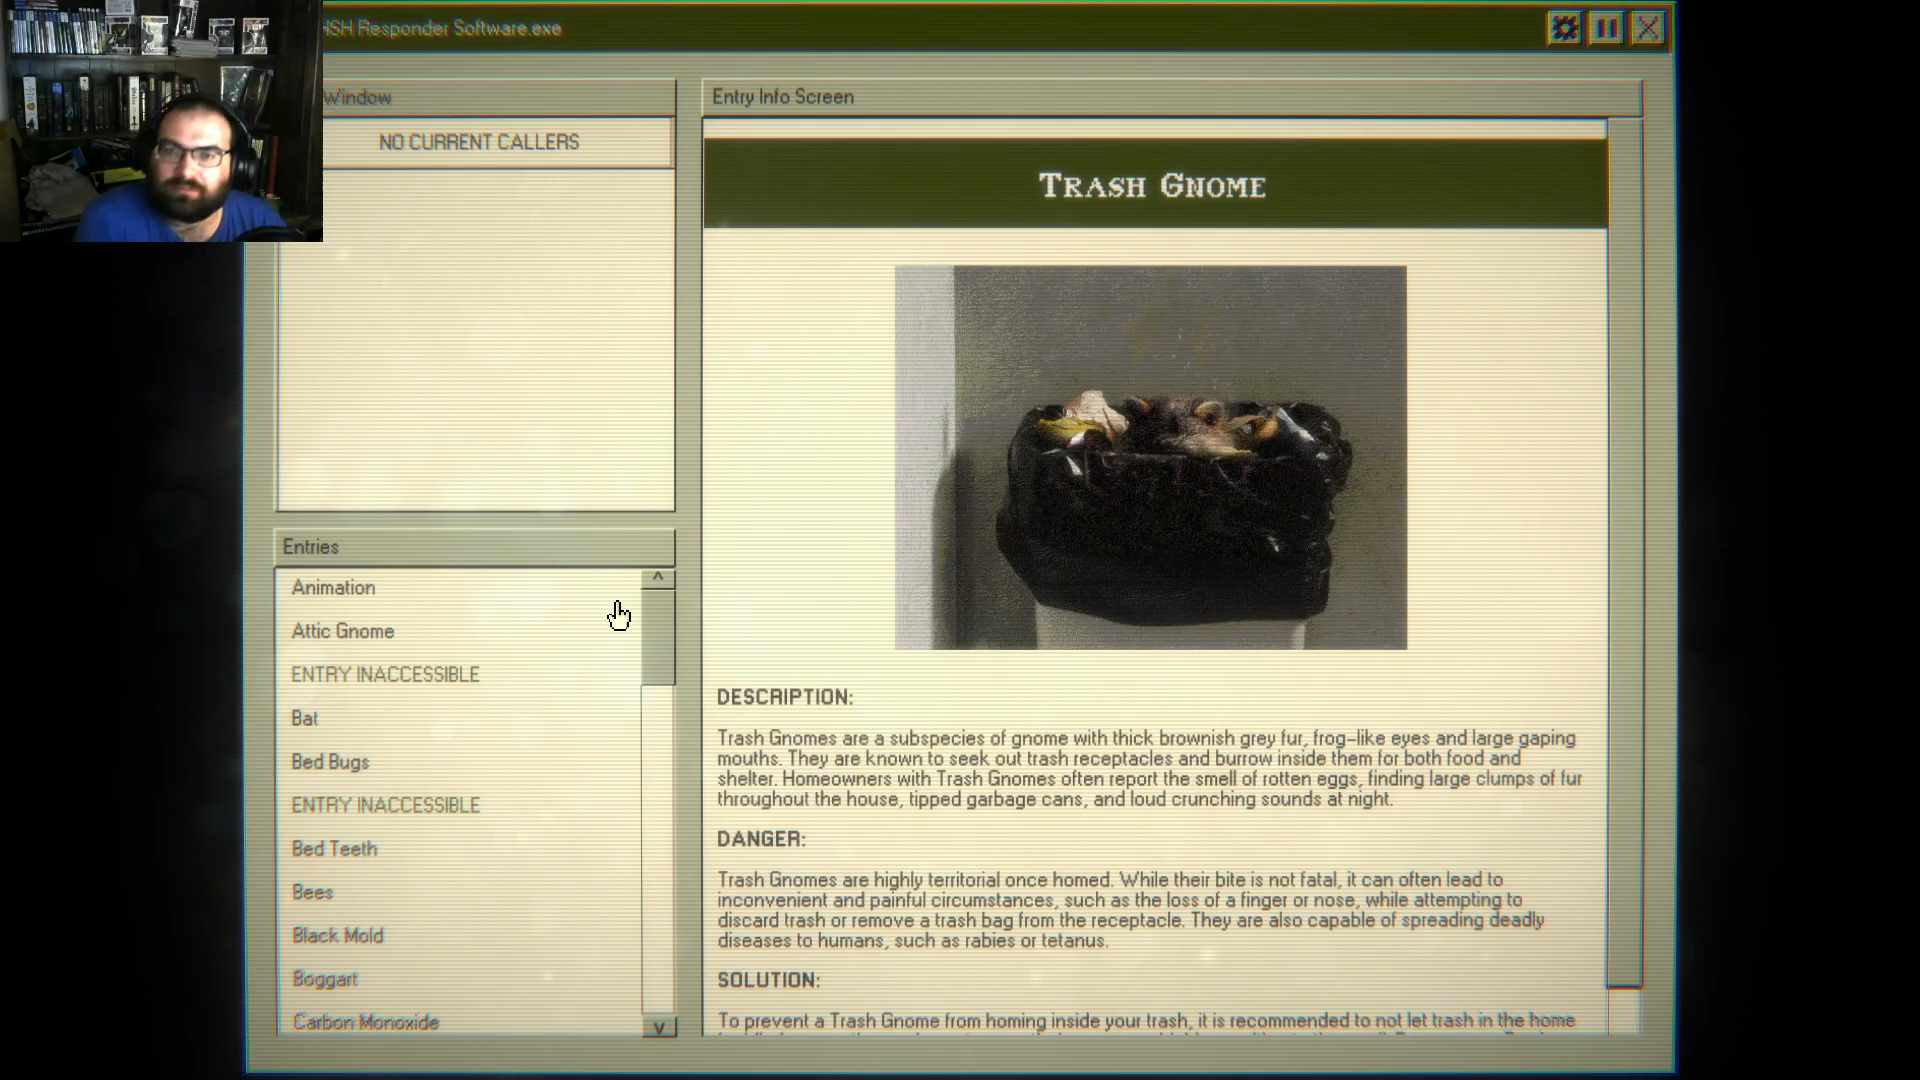 HSH Responder Software.exe
Window
NO CURRENT CALLERS
Entries
Animation
Attic Gnome
ENTRY INACCESSIBLE
Bat
Bed Bugs
ENTRY INACCESSIBLE
Bed Teeth
Bees
Black Mold
Boggart
Carbon Monoxide
Entry Info Screen
TRASH GNOME
DESCRIPTION:
Trash Gnomes are a subspecies of gnome with thick brownish grey fur, frog-like eyes and large gaping
mouths. They are known to seek out trash receptacles and burrow inside them for both food and
shelter. Homeowners with Trash Gnomes often report the smell of rotten eggs, finding large clumps of fur
throughout the house, tipped garbage cans, and loud crunching sounds at night.
DANGER:
Trash Gnomes are highly territorial once homed. While their bite is not fatal, it can often lead to
inconvenient and painful circumstances, such as the loss of a finger or nose, while attempting to
discard trash or remove a trash bag from the receptacle. They are also capable of spreading deadly
diseases to humans, such as rabies or tetanus.
SOLUTION:
To prevent a Trash Gnome from homing inside your trash, it is recommended to not let trash in the home